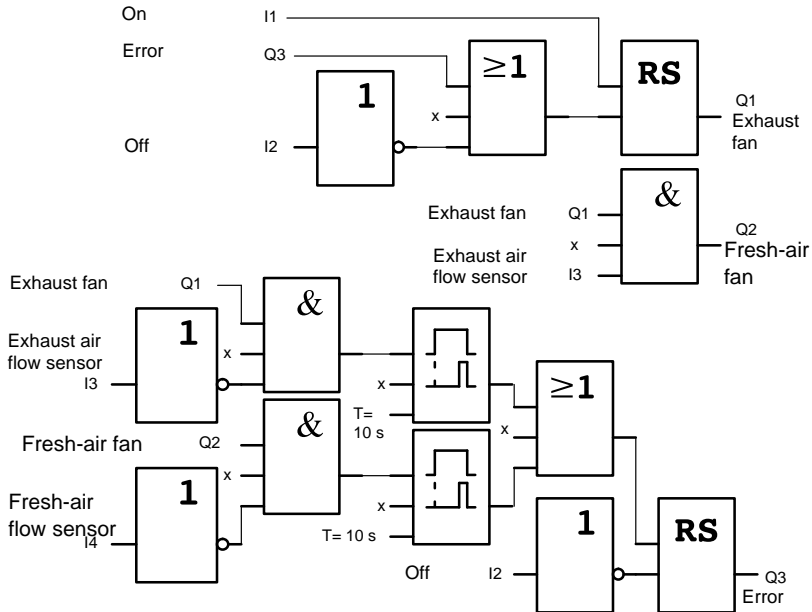 On I1
Error Q3
≥1
RS
1
x
Q1
Exhaust
fan
Off I2
&
Exhaust fan Q1
x
Exhaust air
flow sensor
I3
Q2
Fresh-air
fan
Exhaust fan Q1
&
1
Exhaust air
flow sensor
x
I3
x
T=
10 s
≥1
&
Fresh-air fan Q2
x
x
1
Fresh-air
flow sensor
I4
x
T= 10 s
1
RS
Off I2
Q3
Error